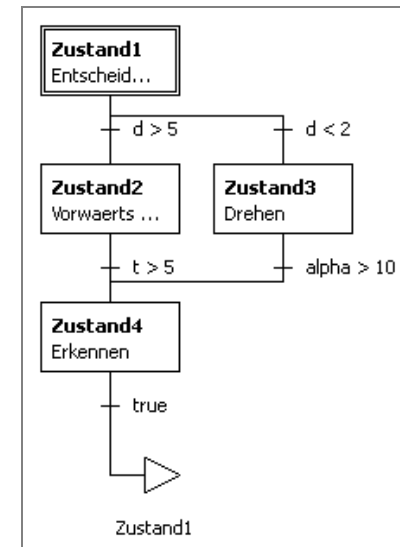 Zustand1
Entscheid...
d > 5
d < 2
Zustand2
Vorwaerts ...
Zustand3
Drehen
t > 5
alpha > 10
Zustand4
Erkennen
true
Zustand1